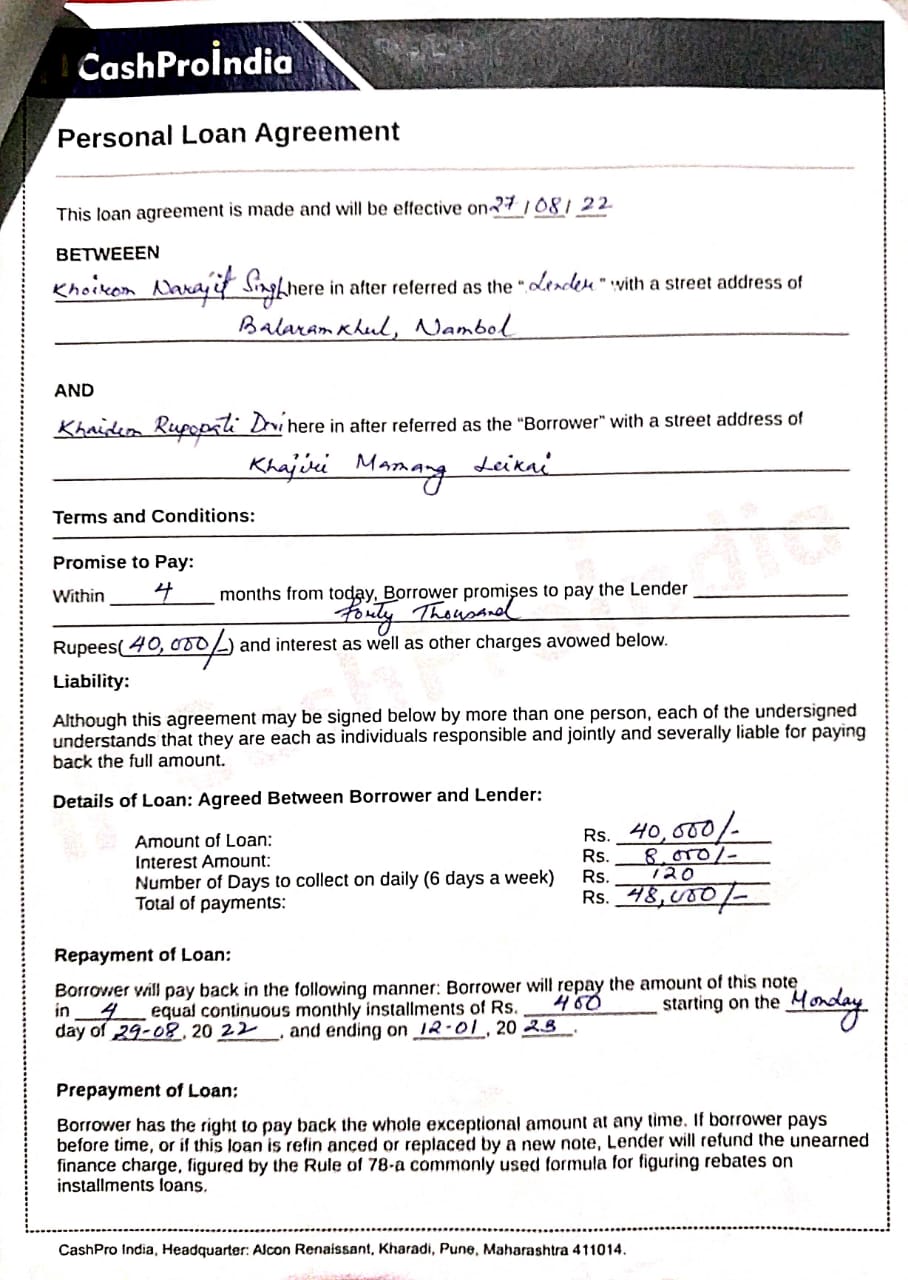 CashProIndia
Personal Loan Agreement
This loan agreement is made and will be effective on 27 / 08 / 22
BETWEEEN
Khoirom Narajit Singh here in after referred as the "Lender" with a street address of
Balaramkhul, Nambol
AND
Khaidem Rupopati Devi here in after referred as the “Borrower” with a street address of
Khajiri Mamang Leikai
Terms and Conditions:
Promise to Pay:
Within 4 months from today, Borrower promises to pay the Lender
Forty Thousand
Rupees( 40,000/- ) and interest as well as other charges avowed below.
Liability:
Although this agreement may be signed below by more than one person, each of the undersigned
understands that they are each as individuals responsible and jointly and severally liable for paying
back the full amount.
Details of Loan: Agreed Between Borrower and Lender:
Amount of Loan: Rs. 40,000/-
Interest Amount: Rs. 8,000/-
Number of Days to collect on daily (6 days a week) Rs. 120
Total of payments: Rs. 48,000/-
Repayment of Loan:
Borrower will pay back in the following manner: Borrower will repay the amount of this note
in 4 equal continuous monthly installments of Rs. 400 starting on the Monday
day of 29-08, 20 22, and ending on 12-01, 20 23.
Prepayment of Loan:
Borrower has the right to pay back the whole exceptional amount at any time. If borrower pays
before time, or if this loan is refin anced or replaced by a new note, Lender will refund the unearned
finance charge, figured by the Rule of 78-a commonly used formula for figuring rebates on
installments loans.
CashPro India, Headquarter: Alcon Renaissant, Kharadi, Pune, Maharashtra 411014.